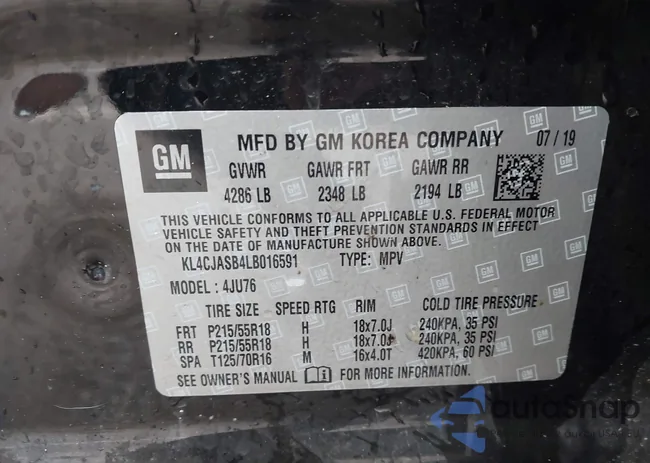 GM
MFD BY GM KOREA COMPANY 07 / 19
GVWR GAWR FRT GAWR RR
4286 LB 2348 LB 2194 LB
THIS VEHICLE CONFORMS TO ALL APPLICABLE U.S. FEDERAL MOTOR
VEHICLE SAFETY AND THEFT PREVENTION STANDARDS IN EFFECT
ON THE DATE OF MANUFACTURE SHOWN ABOVE.
KL4CJASB4LB016591 TYPE: MPV
MODEL : 4JU76
TIRE SIZE SPEED RTG RIM COLD TIRE PRESSURE
FRT P215/55R18 H 18x7.0J 240KPA, 35 PSI
RR P215/55R18 H 18x7.0J 240KPA, 35 PSI
SPA T125/70R16 M 16x4.0T 420KPA, 60 PSI
SEE OWNER'S MANUAL FOR MORE INFORMATION.
autoSnap